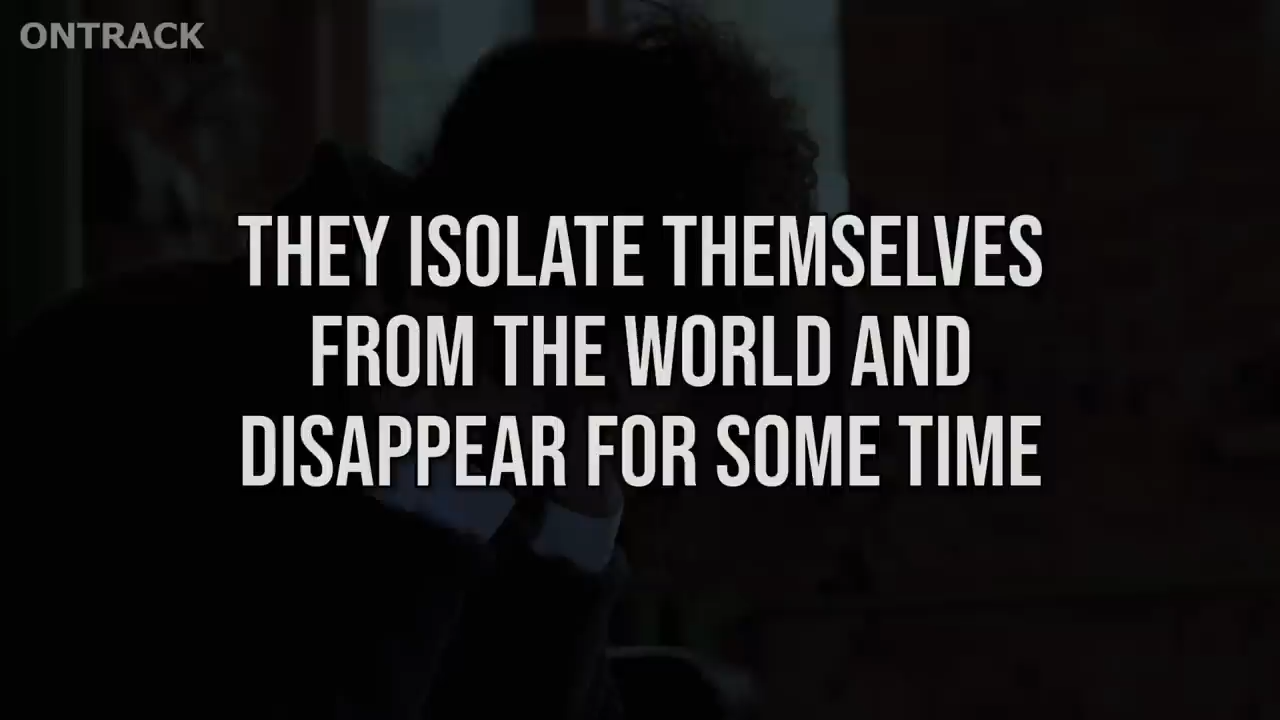 ONTRACK
THEY ISOLATE THEMSELVES
FROM THE WORLD AND
DISAPPEAR FOR SOME TIME